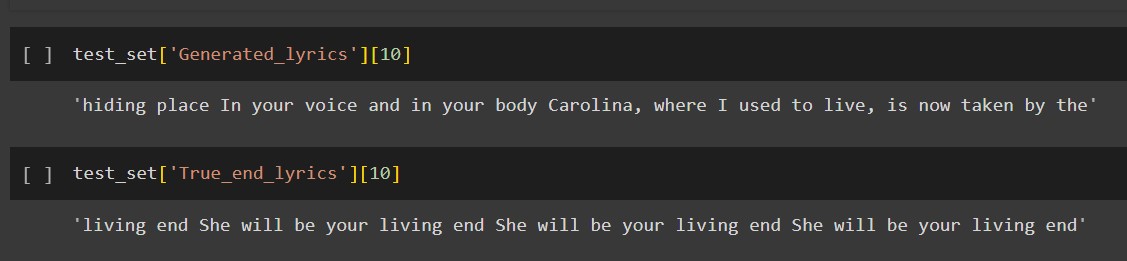 [ ] test_set['Generated_lyrics'][10]
'hiding place In your voice and in your body Carolina, where I used to live, is now taken by the'
[ ] test_set['True_end_lyrics'][10]
'living end She will be your living end She will be your living end She will be your living end'